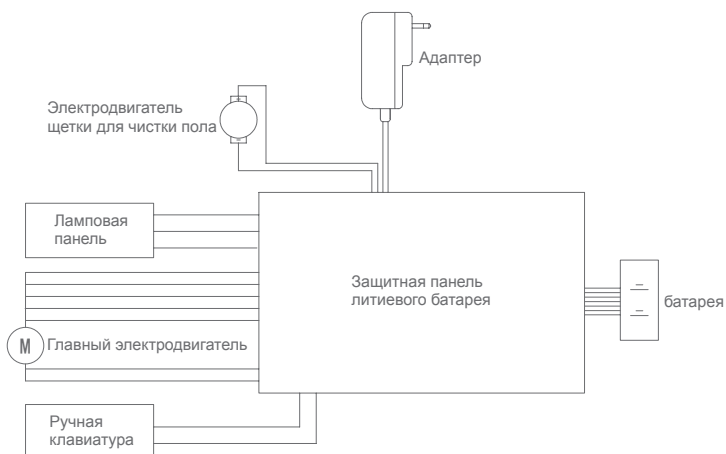 Адаптер
Электродвигатель
щетки для чистки пола
Ламповая
панель
Защитная панель
литиевого батарея
батарея
M
Главный электродвигатель
Ручная
клавиатура